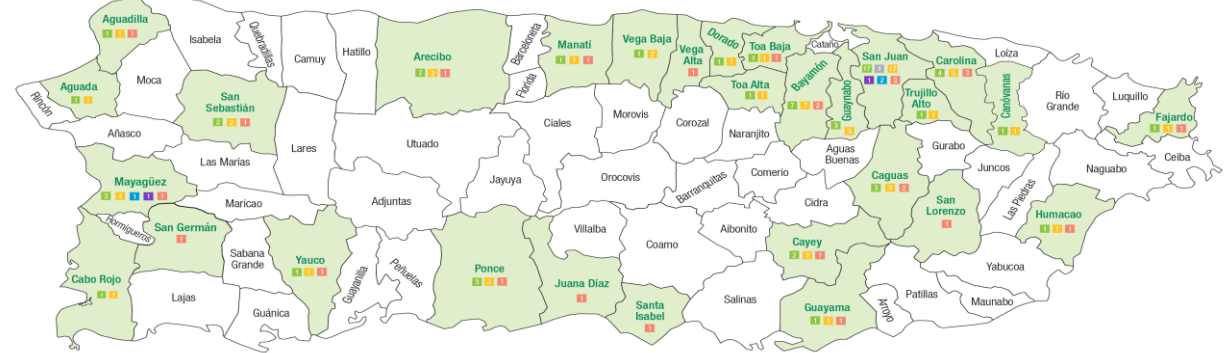 Aguadilla
1 1 1
Isabela
Quebradillas
Camuy
Hatillo
Arecibo
2 2 1
Barceloneta
Florida
Manatí
1 1 1
Vega Baja
1 2
Vega
Alta
1
Dorado
1 1
Toa Baja
1 1 1
Cataño
San Juan
17 1 17
1 2 3
Carolina
4 5 3
Loíza
Moca
Aguada
1 1
Rincón
San
Sebastián
2 2 1
Toa Alta
1 1
Bayamón
7 7 2
Guaynabo
3
3
Trujillo
Alto
1 1
Canóvanas
1 1
Río
Grande
Luquillo
Fajardo
1 1 1
Ceiba
Añasco
Las Marías
Lares
Utuado
Ciales
Morovis
Corozal
Naranjito
Aguas
Buenas
Gurabo
Juncos
Las Piedras
Naguabo
Mayagüez
3 4 1 1 1
Maricao
Adjuntas
Jayuya
Orocovis
Barranquitas
Comerio
Cidra
Caguas
3 3 2
San
Lorenzo
1
Humacao
1 1 1
Hormigueros
San Germán
1
Sabana
Grande
Yauco
1 1 1
Guayanilla
Peñuelas
Ponce
3 3 1
Villalba
Juana Díaz
1
Coamo
Aibonito
Cayey
2 2 1
Yabucoa
Cabo Rojo
1 1
Lajas
Guánica
Santa
Isabel
1
Salinas
Guayama
1 1 1
Arroyo
Patillas
Maunabo